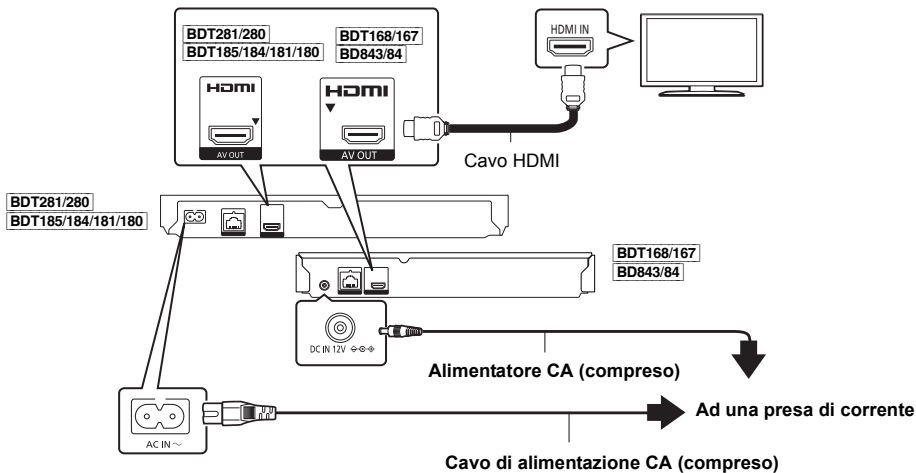 BDT281/280
BDT185/184/181/180
BDT168/167
BD843/84
HDMI
AV OUT
HDMI
AV OUT
HDMI IN
Cavo HDMI
BDT281/280
BDT185/184/181/180
BDT168/167
BD843/84
DC IN 12V
Alimentatore CA (compreso)
Ad una presa di corrente
AC IN ~
Cavo di alimentazione CA (compreso)